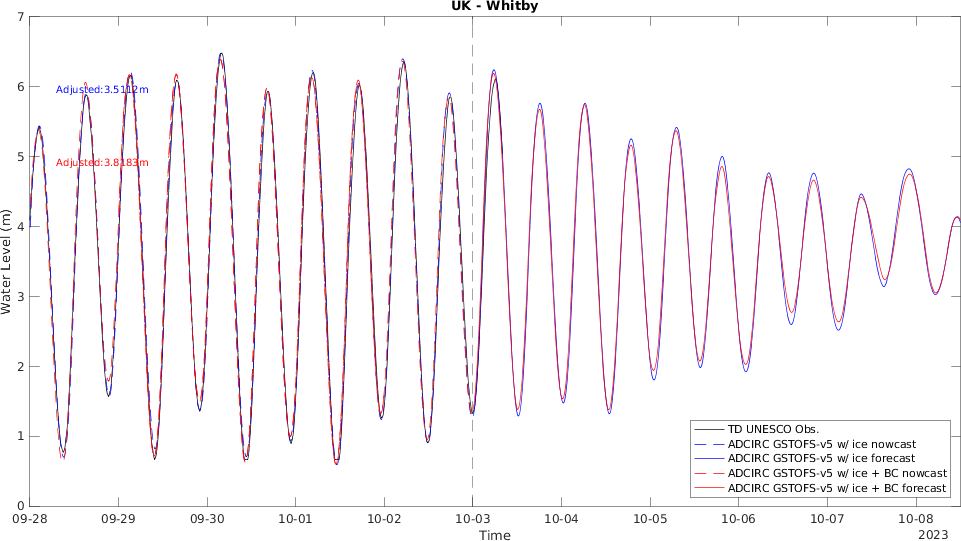 UK - Whitby
7
6
5
4
3
2
1
0
Water Level (m)
Adjusted:3.5112m
Adjusted:3.8183m
TD UNESCO Obs.
ADCIRC GSTOFS-v5 w/ ice nowcast
ADCIRC GSTOFS-v5 w/ ice forecast
ADCIRC GSTOFS-v5 w/ ice + BC nowcast
ADCIRC GSTOFS-v5 w/ ice + BC forecast
09-28 09-29 09-30 10-01 10-02 10-03 10-04 10-05 10-06 10-07 10-08
Time
2023